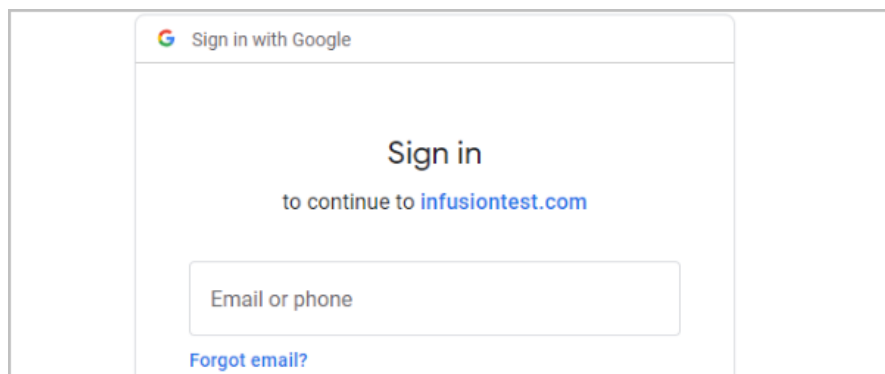 Sign in with Google
Sign in
to continue to infusiontest.com
Email or phone
Forgot email?